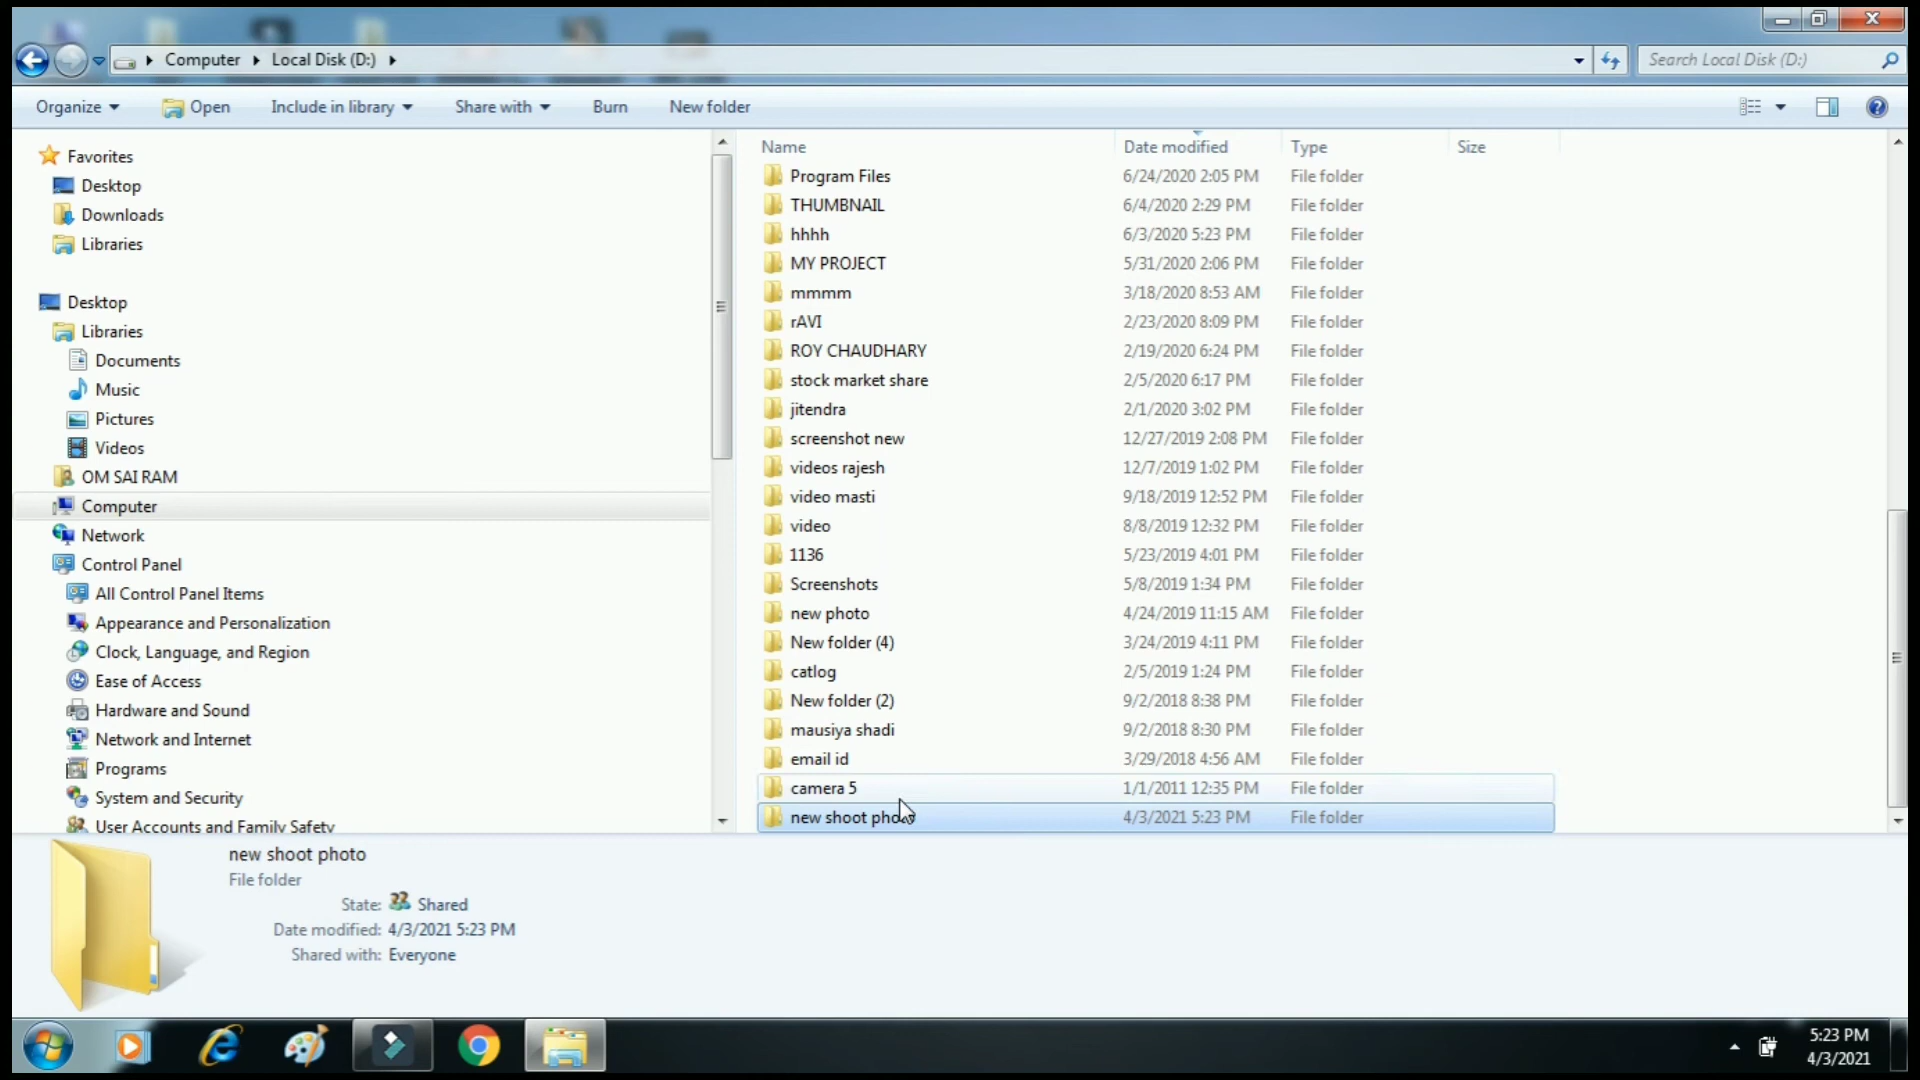 Computer Local Disk (D:)
Search Local Disk (D:)
Organize Open Include in library Share with Burn New folder
Name Date modified Type Size
Favorites
Desktop
Downloads
Libraries
Desktop
Libraries
Documents
Music
Pictures
Videos
OM SAI RAM
Computer
Network
Control Panel
All Control Panel Items
Appearance and Personalization
Clock, Language, and Region
Ease of Access
Hardware and Sound
Network and Internet
Programs
System and Security
User Accounts and Family Safety
Program Files 6/24/2020 2:05 PM File folder
THUMBNAIL 6/4/2020 2:29 PM File folder
hhhh 6/3/2020 5:23 PM File folder
MY PROJECT 5/31/2020 2:06 PM File folder
mmmm 3/18/2020 8:53 AM File folder
rAVI 2/23/2020 8:09 PM File folder
ROY CHAUDHARY 2/19/2020 6:24 PM File folder
stock market share 2/5/2020 6:17 PM File folder
jitendra 2/1/2020 3:02 PM File folder
screenshot new 12/27/2019 2:08 PM File folder
videos rajesh 12/7/2019 1:02 PM File folder
video masti 9/18/2019 12:52 PM File folder
video 8/8/2019 12:32 PM File folder
1136 5/23/2019 4:01 PM File folder
Screenshots 5/8/2019 1:34 PM File folder
new photo 4/24/2019 11:15 AM File folder
New folder (4) 3/24/2019 4:11 PM File folder
catlog 2/5/2019 1:24 PM File folder
New folder (2) 9/2/2018 8:38 PM File folder
mausiya shadi 9/2/2018 8:30 PM File folder
email id 3/29/2018 4:56 AM File folder
camera 5 1/1/2011 12:35 PM File folder
new shoot photo 4/3/2021 5:23 PM File folder
new shoot photo
File folder
State: Shared
Date modified: 4/3/2021 5:23 PM
Shared with: Everyone
5:23 PM
4/3/2021